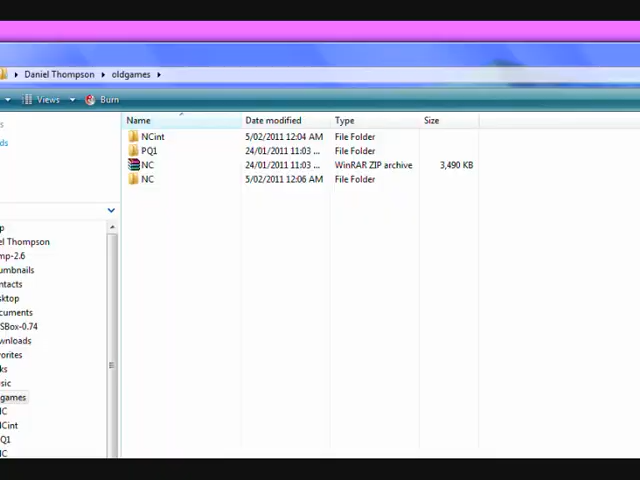 Daniel Thompson oldgames
Views Burn
Name Date modified Type Size
NCint 5/02/2011 12:04 AM File Folder
PQ1 24/01/2011 11:03 ... File Folder
NC 24/01/2011 11:03 ... WinRAR ZIP archive 3,490 KB
NC 5/02/2011 12:06 AM File Folder
s
ds
p
el Thompson
mp-2.6
umbnails
ntacts
sktop
cuments
SBox-0.74
wnloads
vorites
ks
sic
games
C
Cint
Q1
C